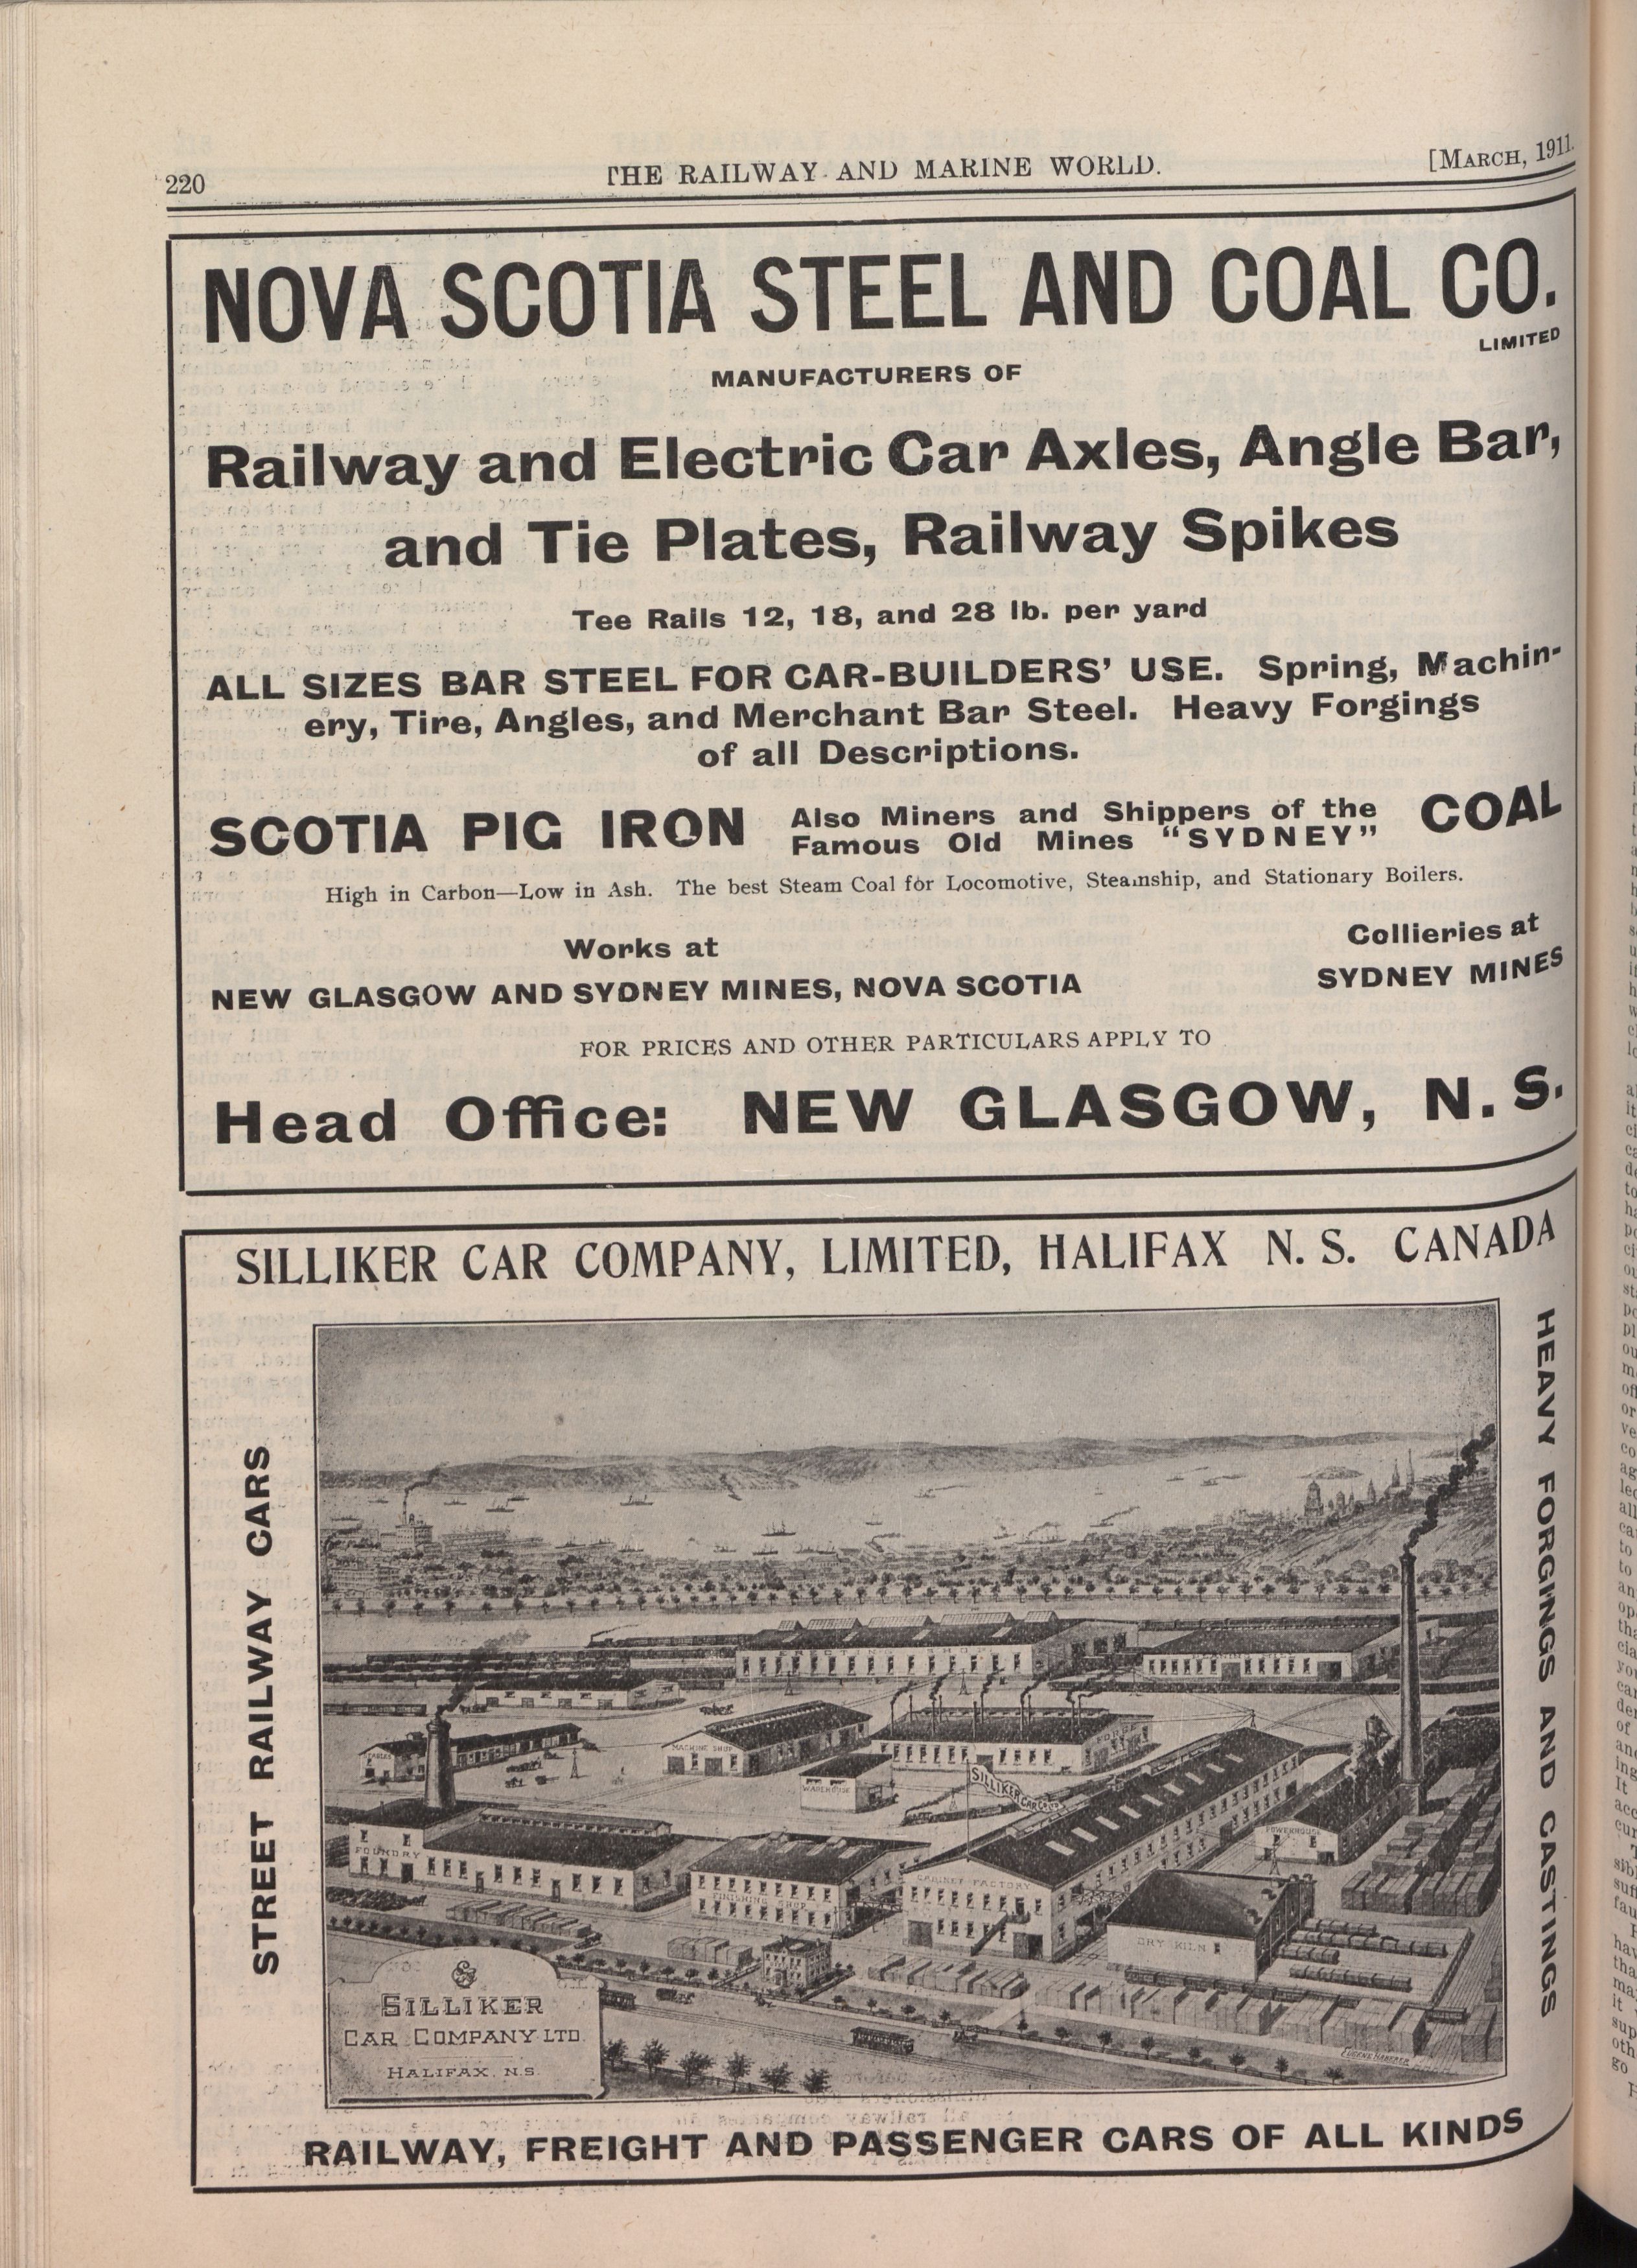 220
THE RAILWAY AND MARINE WORLD.
[MARCH, 1911.
NOVA SCOTIA STEEL AND COAL CO.
LIMITED
MANUFACTURERS OF
Railway and Electric Car Axles, Angle Bar,
and Tie Plates, Railway Spikes
Tee Rails 12, 18, and 28 lb. per yard
ALL SIZES BAR STEEL FOR CAR-BUILDERS' USE. Spring, Machin-
ery, Tire, Angles, and Merchant Bar Steel. Heavy Forgings
of all Descriptions.
SCOTIA PIG IRON
Also Miners and Shippers of the
Famous Old Mines "SYDNEY"
COAL
High in Carbon—Low in Ash. The best Steam Coal for Locomotive, Steamship, and Stationary Boilers.
Works at
NEW GLASGOW AND SYDNEY MINES, NOVA SCOTIA
Collieries at
SYDNEY MINES
FOR PRICES AND OTHER PARTICULARS APPLY TO
Head Office: NEW GLASGOW, N. S.
SILLIKER CAR COMPANY, LIMITED, HALIFAX N. S. CANADA
STREET RAILWAY CARS
HEAVY FORGINGS AND CASTINGS
MACHINE SHOP
FORGE
WAREHOUSE
SILLIKER CAR CO LTD
POWERHOUSE
FOUNDRY
FINISHING SHOP
CABINET FACTORY
DRY KILN
SILLIKER
CAR COMPANY LTD.
HALIFAX, N.S.
RAILWAY, FREIGHT AND PASSENGER CARS OF ALL KINDS